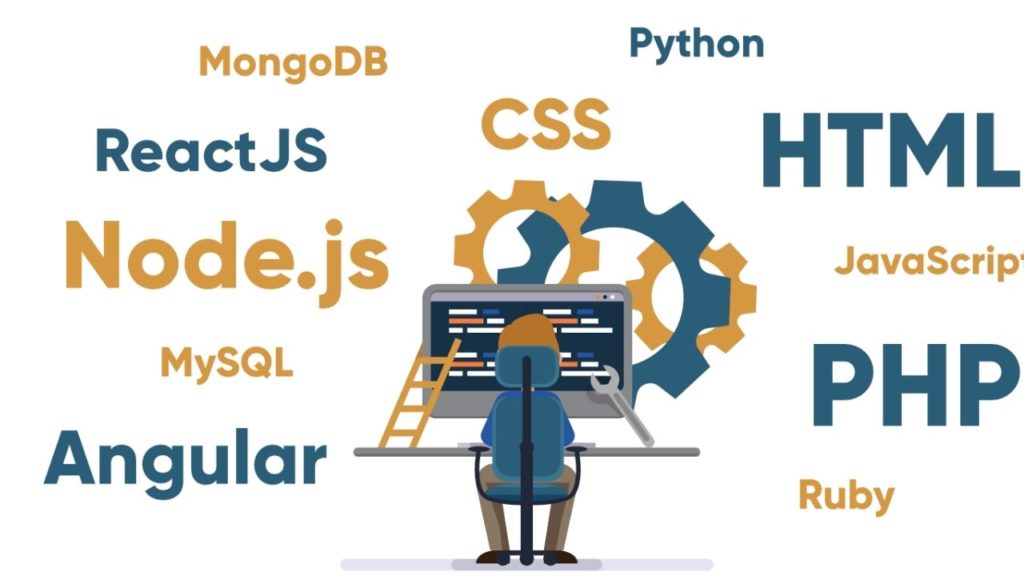 MongoDB
Python
CSS
ReactJS
HTML
Node.js
JavaScript
MySQL
PHP
Angular
Ruby